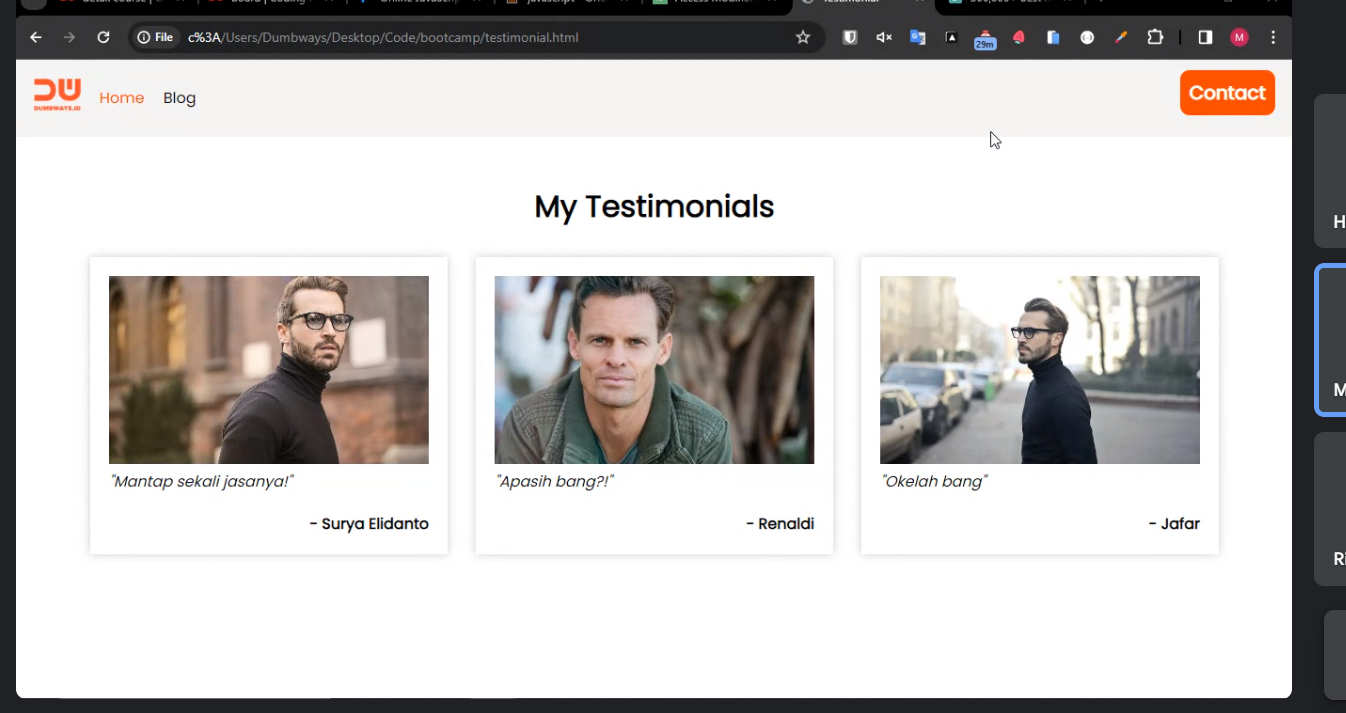 File c%3A/Users/Dumbways/Desktop/Code/bootcamp/testimonial.html
29m
M
DW
DUMBWAYS.ID
Home Blog
Contact
My Testimonials
"Mantap sekali jasanya!"
- Surya Elidanto
"Apasih bang?!"
- Renaldi
"Okelah bang"
- Jafar